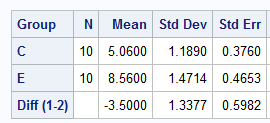 Group N Mean Std Dev Std Err
C 10 5.0600 1.1890 0.3760
E 10 8.5600 1.4714 0.4653
Diff (1-2) -3.5000 1.3377 0.5982